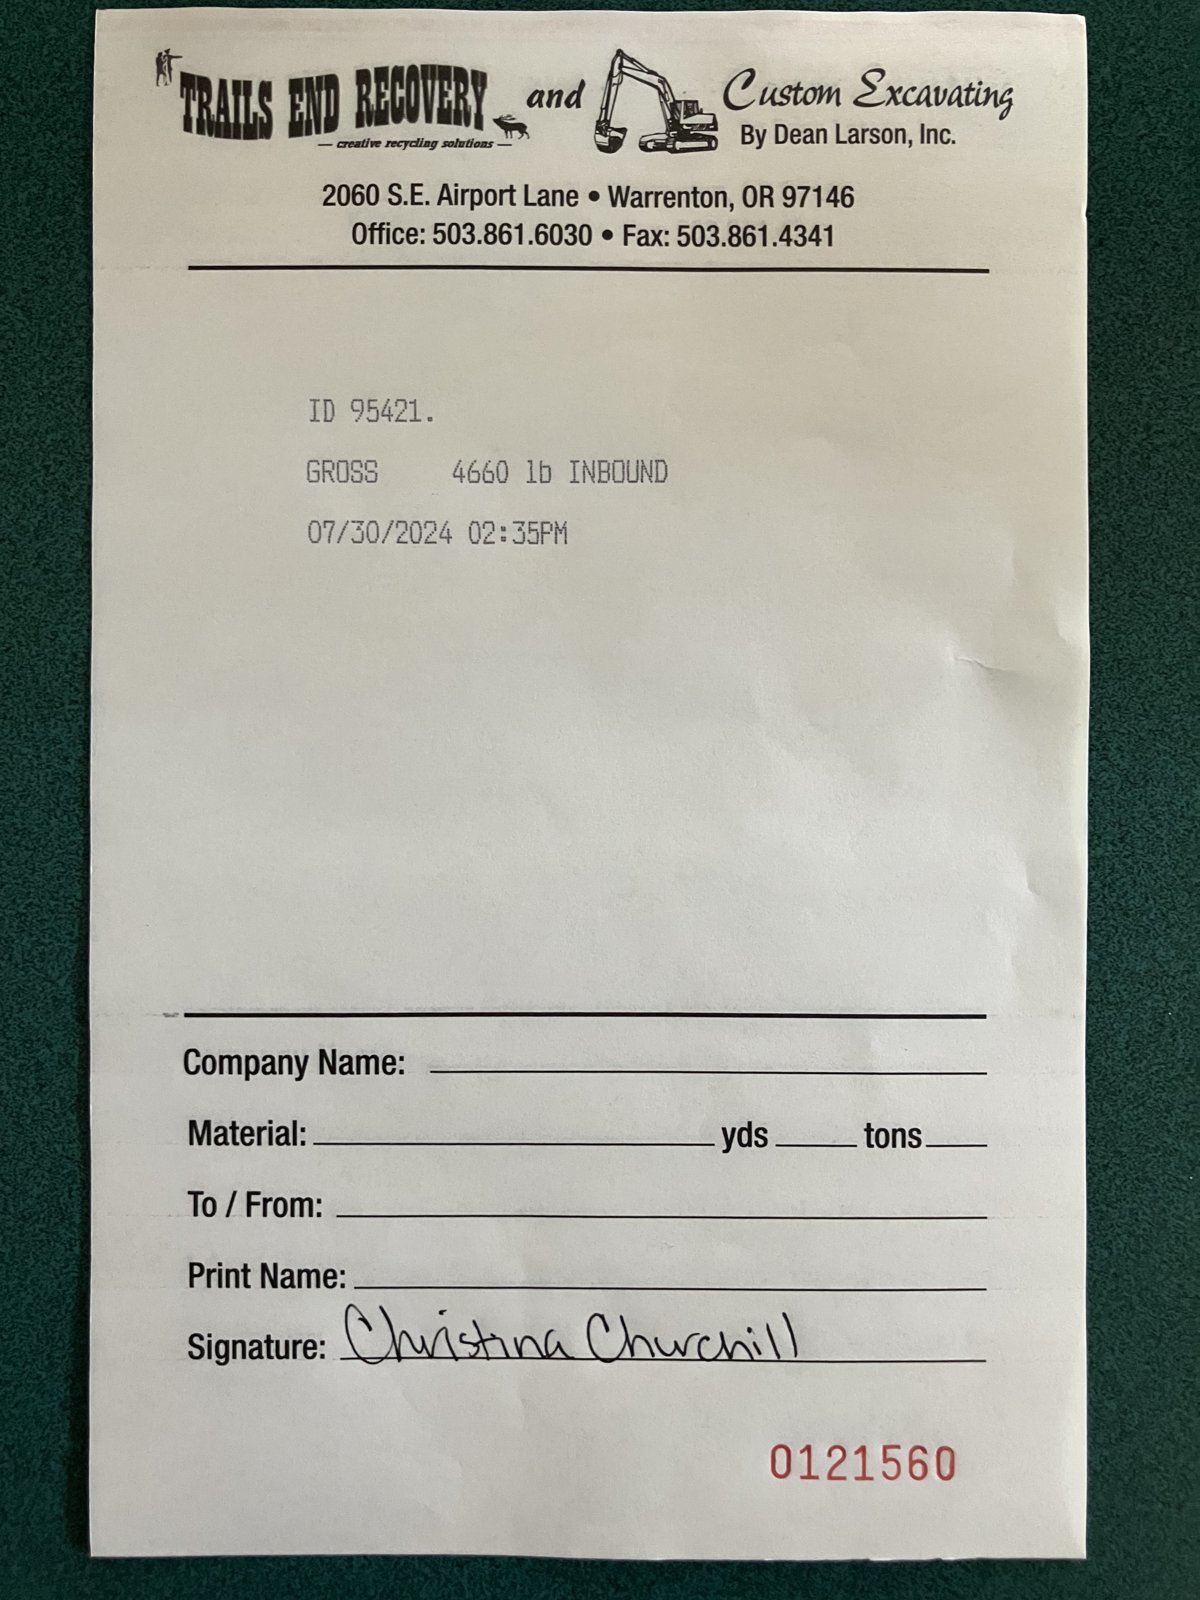 TRAILS END RECOVERY and Custom Excavating
— creative recycling solutions — By Dean Larson, Inc.
2060 S.E. Airport Lane • Warrenton, OR 97146
Office: 503.861.6030 • Fax: 503.861.4341
ID 95421.
GROSS 4660 lb INBOUND
07/30/2024 02:35PM
Company Name:
Material: yds tons
To / From:
Print Name:
Signature: Christina Churchill
0121560